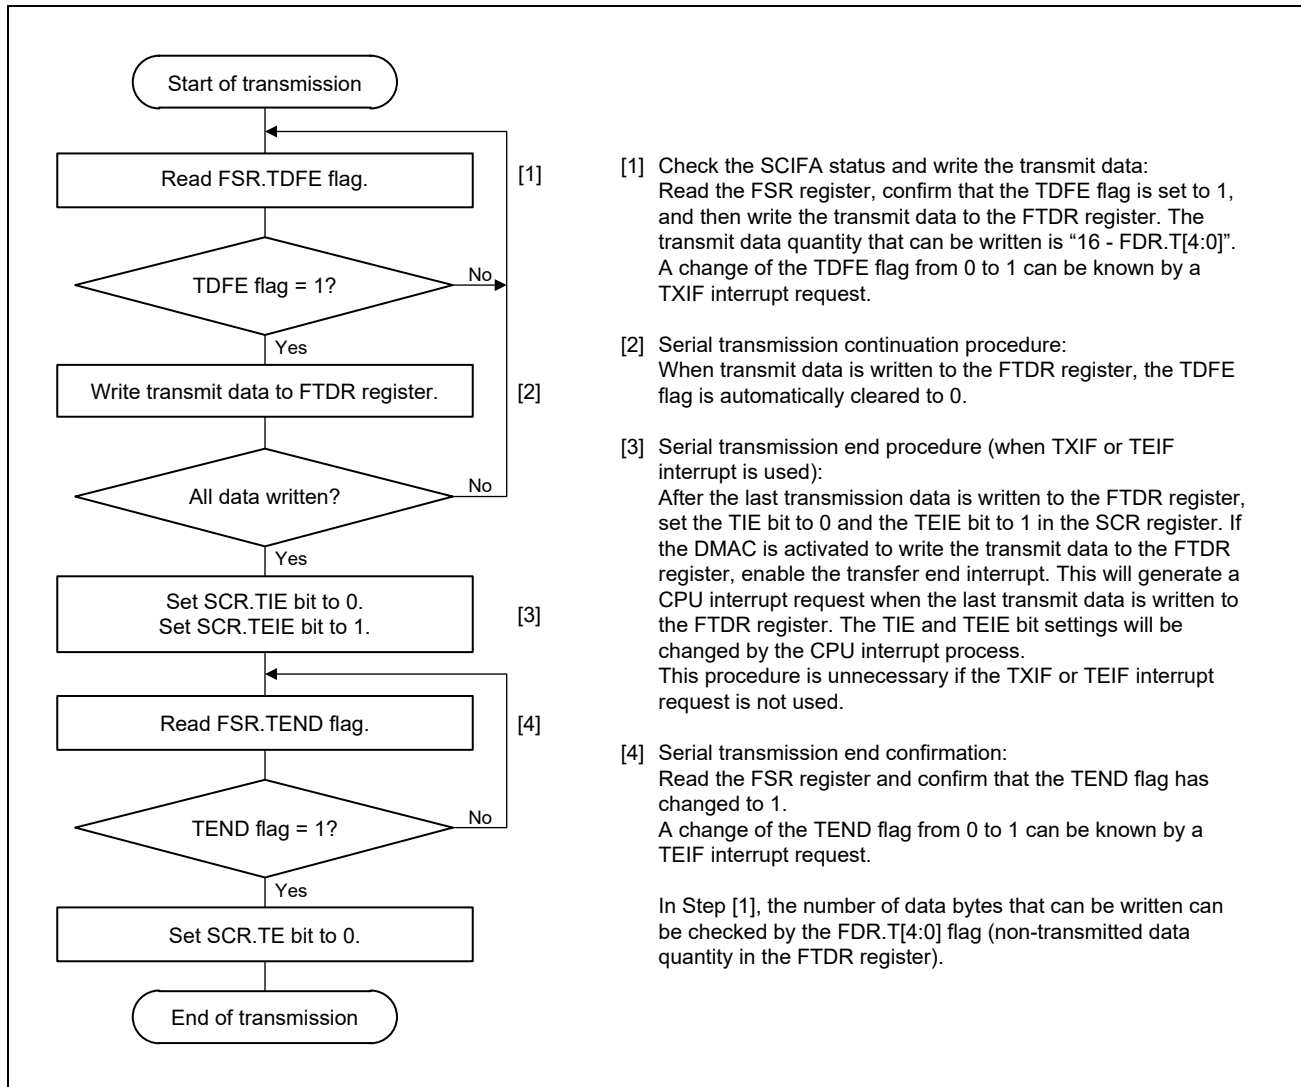 Start of transmission
Read FSR.TDFE flag.
[1]
TDFE flag = 1?
No
Yes
Write transmit data to FTDR register.
[2]
All data written?
No
Yes
Set SCR.TIE bit to 0.
Set SCR.TEIE bit to 1.
[3]
Read FSR.TEND flag.
[4]
TEND flag = 1?
No
Yes
Set SCR.TE bit to 0.
End of transmission
[1] Check the SCIFA status and write the transmit data:
Read the FSR register, confirm that the TDFE flag is set to 1,
and then write the transmit data to the FTDR register. The
transmit data quantity that can be written is “16 - FDR.T[4:0]”.
A change of the TDFE flag from 0 to 1 can be known by a
TXIF interrupt request.
[2] Serial transmission continuation procedure:
When transmit data is written to the FTDR register, the TDFE
flag is automatically cleared to 0.
[3] Serial transmission end procedure (when TXIF or TEIF
interrupt is used):
After the last transmission data is written to the FTDR register,
set the TIE bit to 0 and the TEIE bit to 1 in the SCR register. If
the DMAC is activated to write the transmit data to the FTDR
register, enable the transfer end interrupt. This will generate a
CPU interrupt request when the last transmit data is written to
the FTDR register. The TIE and TEIE bit settings will be
changed by the CPU interrupt process.
This procedure is unnecessary if the TXIF or TEIF interrupt
request is not used.
[4] Serial transmission end confirmation:
Read the FSR register and confirm that the TEND flag has
changed to 1.
A change of the TEND flag from 0 to 1 can be known by a
TEIF interrupt request.
In Step [1], the number of data bytes that can be written can
be checked by the FDR.T[4:0] flag (non-transmitted data
quantity in the FTDR register).